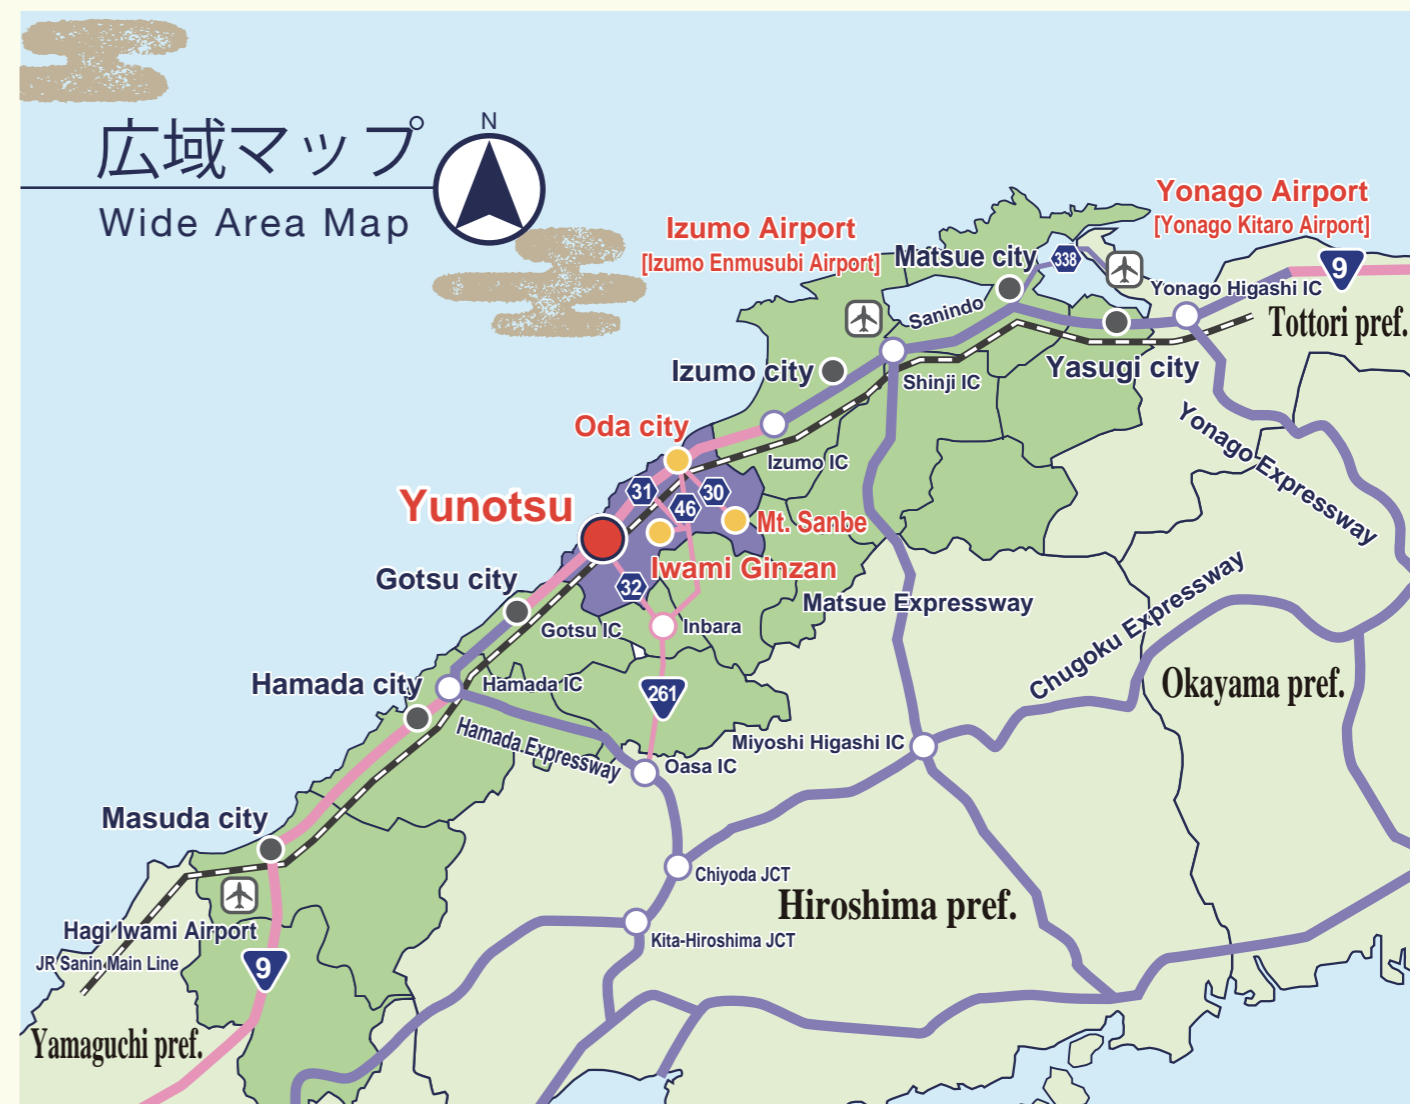 広域マップ
Wide Area Map
N
Izumo Airport
[Izumo Enmusubi Airport]
Yonago Airport
[Yonago Kitaro Airport]
Matsue city
338
9
Yonago Higashi IC
Tottori pref.
Sanindo
Izumo city
Shinji IC
Yasugi city
Oda city
Izumo IC
Yonago Expressway
31
46
30
Yunotsu
Mt. Sanbe
Iwami Ginzan
Gotsu city
32
Matsue Expressway
Chugoku Expressway
Gotsu IC
Inbara
Hamada city
Hamada IC
261
Okayama pref.
Hamada Expressway
Miyoshi Higashi IC
Oasa IC
Masuda city
Chiyoda JCT
Hiroshima pref.
Hagi Iwami Airport
Kita-Hiroshima JCT
JR Sanin Main Line
9
Yamaguchi pref.